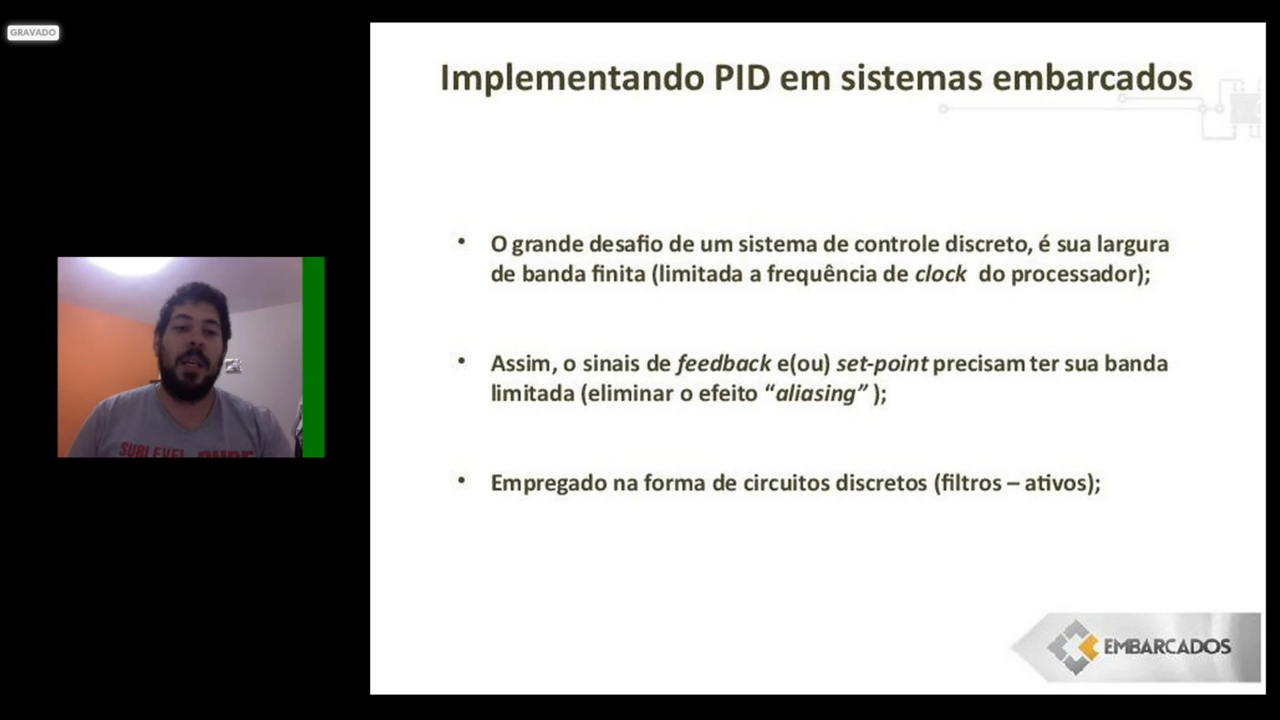 GRAVADO
Implementando PID em sistemas embarcados
• O grande desafio de um sistema de controle discreto, é sua largura
de banda finita (limitada a frequência de clock do processador);
• Assim, o sinais de feedback e(ou) set-point precisam ter sua banda
limitada (eliminar o efeito “aliasing” );
• Empregado na forma de circuitos discretos (filtros – ativos);
SUBLEVEL
EMBARCADOS